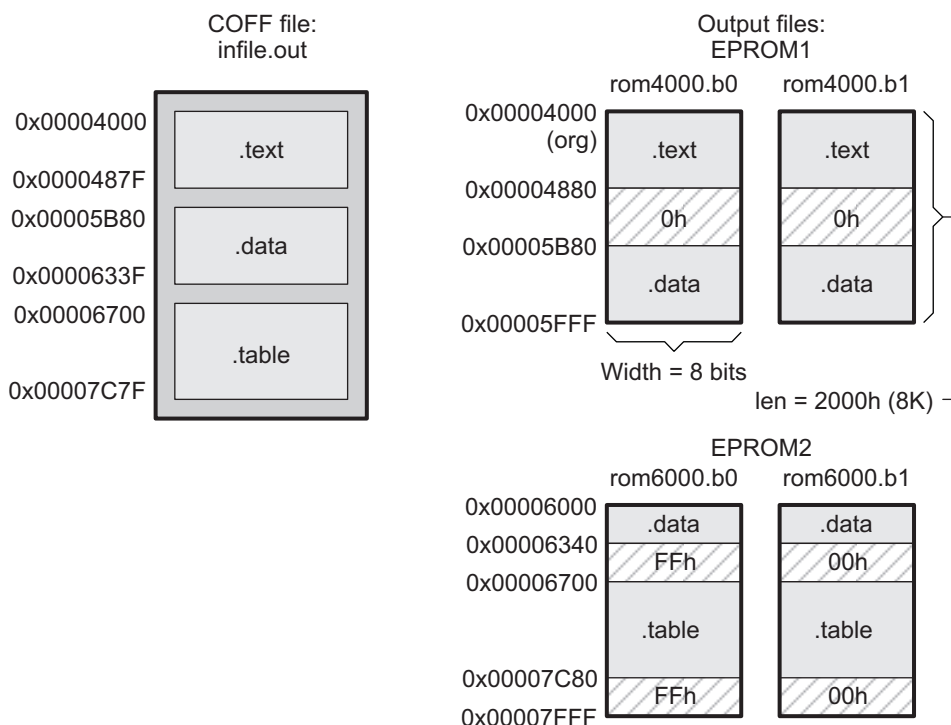 COFF file:
infile.out
0x00004000
.text
0x0000487F
0x00005B80
.data
0x0000633F
0x00006700
.table
0x00007C7F
Output files:
EPROM1
rom4000.b0
rom4000.b1
0x00004000
(org)
.text
.text
0x00004880
0h
0h
0x00005B80
.data
.data
0x00005FFF
Width = 8 bits
len = 2000h (8K)
EPROM2
rom6000.b0
rom6000.b1
0x00006000
.data
.data
0x00006340
FFh
00h
0x00006700
.table
.table
0x00007C80
FFh
00h
0x00007FFF